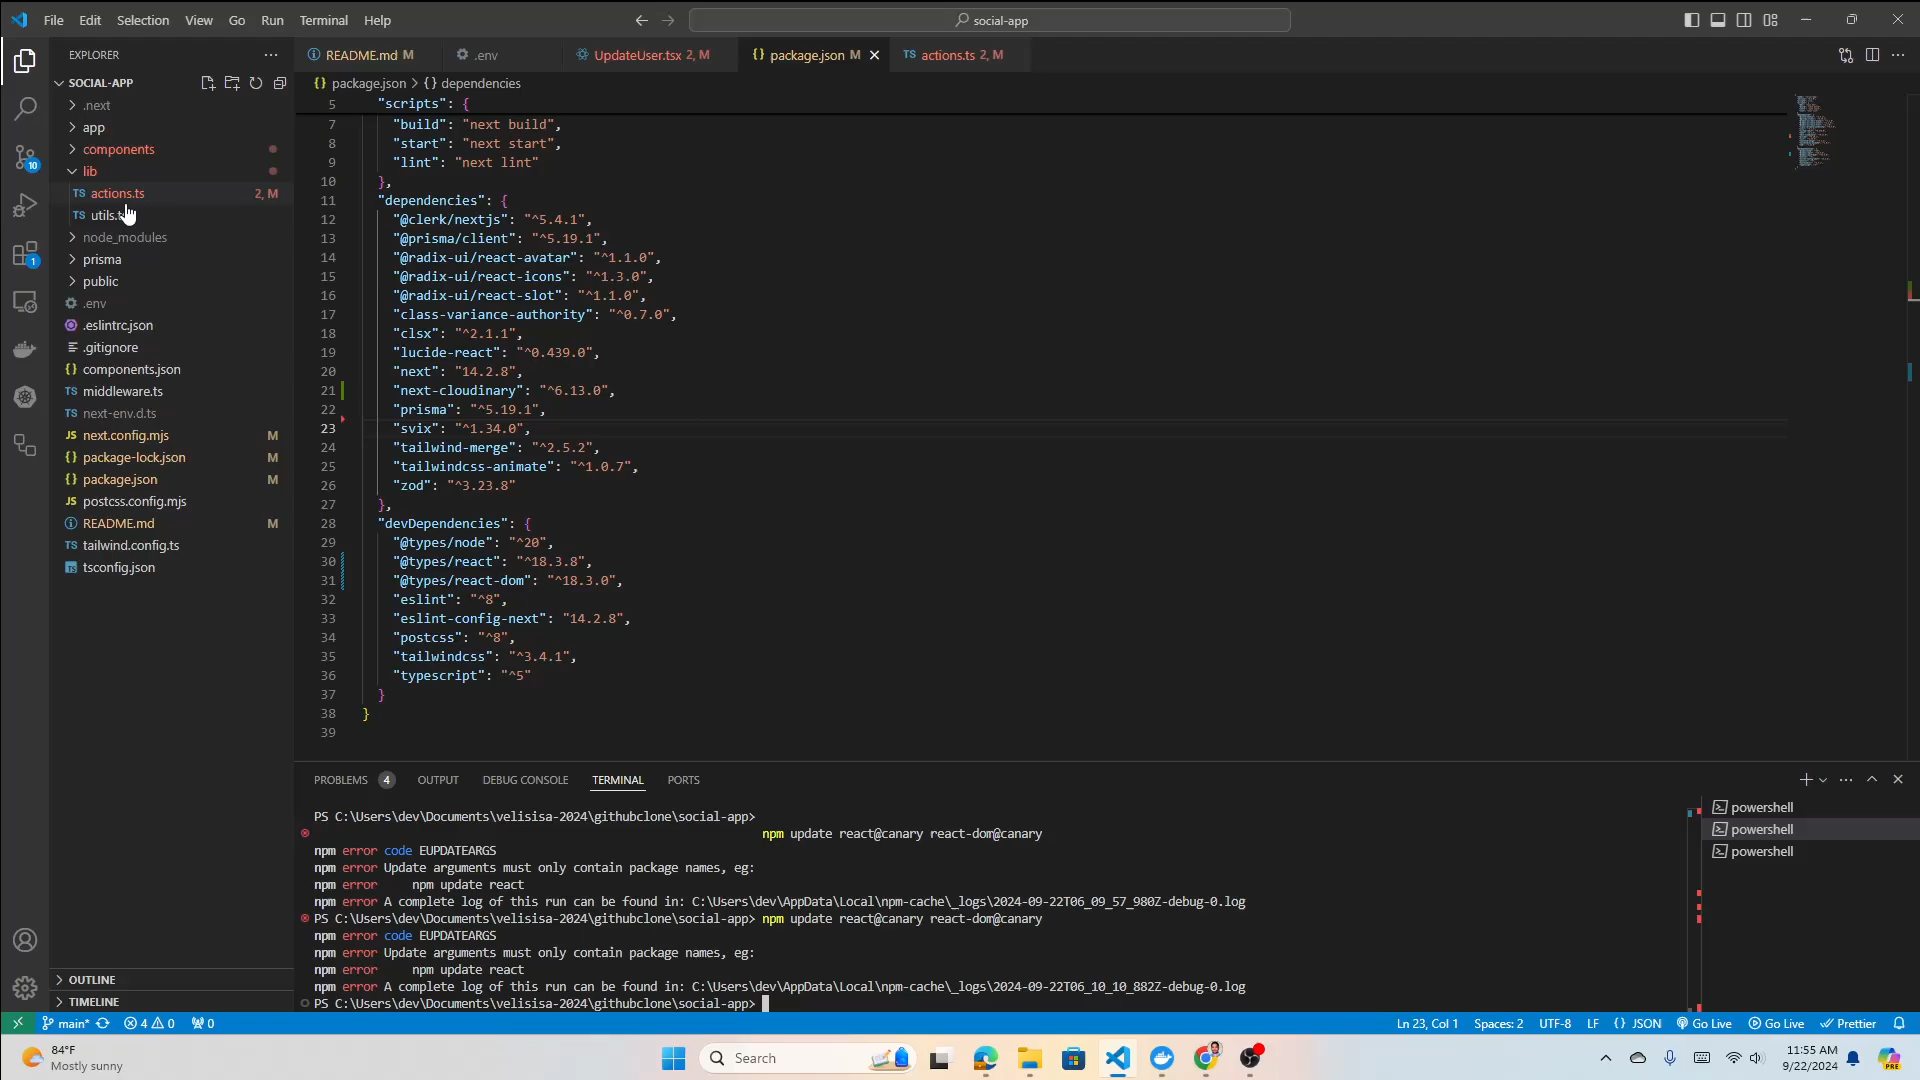 File Edit Selection View Go Run Terminal Help
social-app
EXPLORER
SOCIAL-APP
.next
app
components
lib
TS actions.ts 2, M
TS utils.t
node_modules
prisma
public
.env
.eslintrc.json
.gitignore
{} components.json
TS middleware.ts
TS next-env.d.ts
JS next.config.mjs M
{} package-lock.json M
{} package.json M
JS postcss.config.mjs
README.md M
TS tailwind.config.ts
tsconfig.json
OUTLINE
TIMELINE
10
1
README.md M
.env
UpdateUser.tsx 2, M
{} package.json M
TS actions.ts 2, M
{} package.json > {} dependencies
5 "scripts": {
7 "build": "next build",
8 "start": "next start",
9 "lint": "next lint"
10 },
11 "dependencies": {
12 "@clerk/nextjs": "^5.4.1",
13 "@prisma/client": "^5.19.1",
14 "@radix-ui/react-avatar": "^1.1.0",
15 "@radix-ui/react-icons": "^1.3.0",
16 "@radix-ui/react-slot": "^1.1.0",
17 "class-variance-authority": "^0.7.0",
18 "clsx": "^2.1.1",
19 "lucide-react": "^0.439.0",
20 "next": "14.2.8",
21 "next-cloudinary": "^6.13.0",
22 "prisma": "^5.19.1",
23 "svix": "^1.34.0",
24 "tailwind-merge": "^2.5.2",
25 "tailwindcss-animate": "^1.0.7",
26 "zod": "^3.23.8"
27 },
28 "devDependencies": {
29 "@types/node": "^20",
30 "@types/react": "^18.3.8",
31 "@types/react-dom": "^18.3.0",
32 "eslint": "^8",
33 "eslint-config-next": "14.2.8",
34 "postcss": "^8",
35 "tailwindcss": "^3.4.1",
36 "typescript": "^5"
37 }
38 }
39
PROBLEMS 4 OUTPUT DEBUG CONSOLE TERMINAL PORTS
PS C:\Users\dev\Documents\velisisa-2024\githubclone\social-app>
npm update react@canary react-dom@canary
npm error code EUPDATEARGS
npm error Update arguments must only contain package names, eg:
npm error npm update react
npm error A complete log of this run can be found in: C:\Users\dev\AppData\Local\npm-cache\_logs\2024-09-22T06_09_57_980Z-debug-0.log
PS C:\Users\dev\Documents\velisisa-2024\githubclone\social-app> npm update react@canary react-dom@canary
npm error code EUPDATEARGS
npm error Update arguments must only contain package names, eg:
npm error npm update react
npm error A complete log of this run can be found in: C:\Users\dev\AppData\Local\npm-cache\_logs\2024-09-22T06_10_10_882Z-debug-0.log
PS C:\Users\dev\Documents\velisisa-2024\githubclone\social-app>
powershell
powershell
powershell
main* 4 0 0
Ln 23, Col 1 Spaces: 2 UTF-8 LF {} JSON Go Live Go Live Prettier
84°F
Mostly sunny
Search
11:55 AM
9/22/2024
PRE